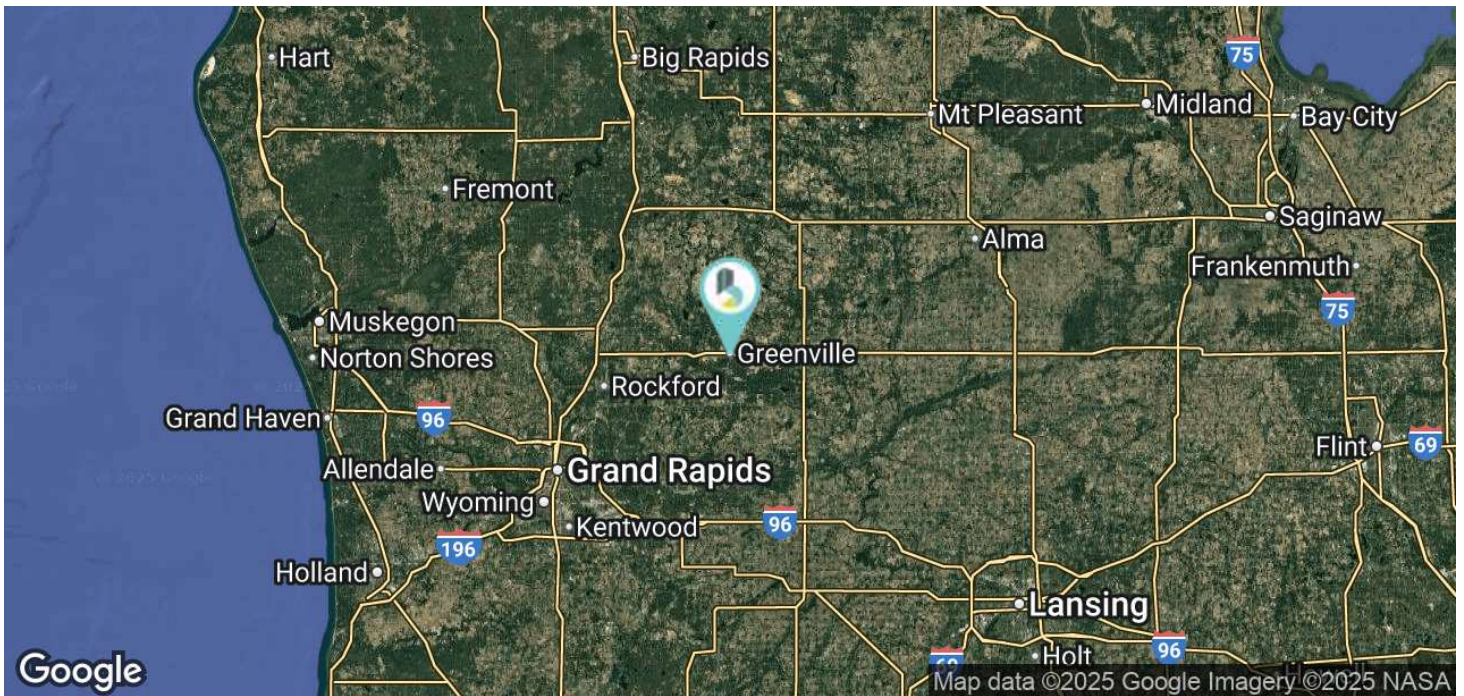 Hart
Big Rapids
75
Mt Pleasant
Midland
Bay City
Fremont
Saginaw
Alma
Frankenmuth
75
Muskegon
Greenville
Norton Shores
Rockford
Grand Haven
96
Flint
69
Allendale
Grand Rapids
Wyoming
96
Kentwood
196
Holland
Lansing
96
Holt
69
Howell
Google
Map data ©2025 Google Imagery ©2025 NASA